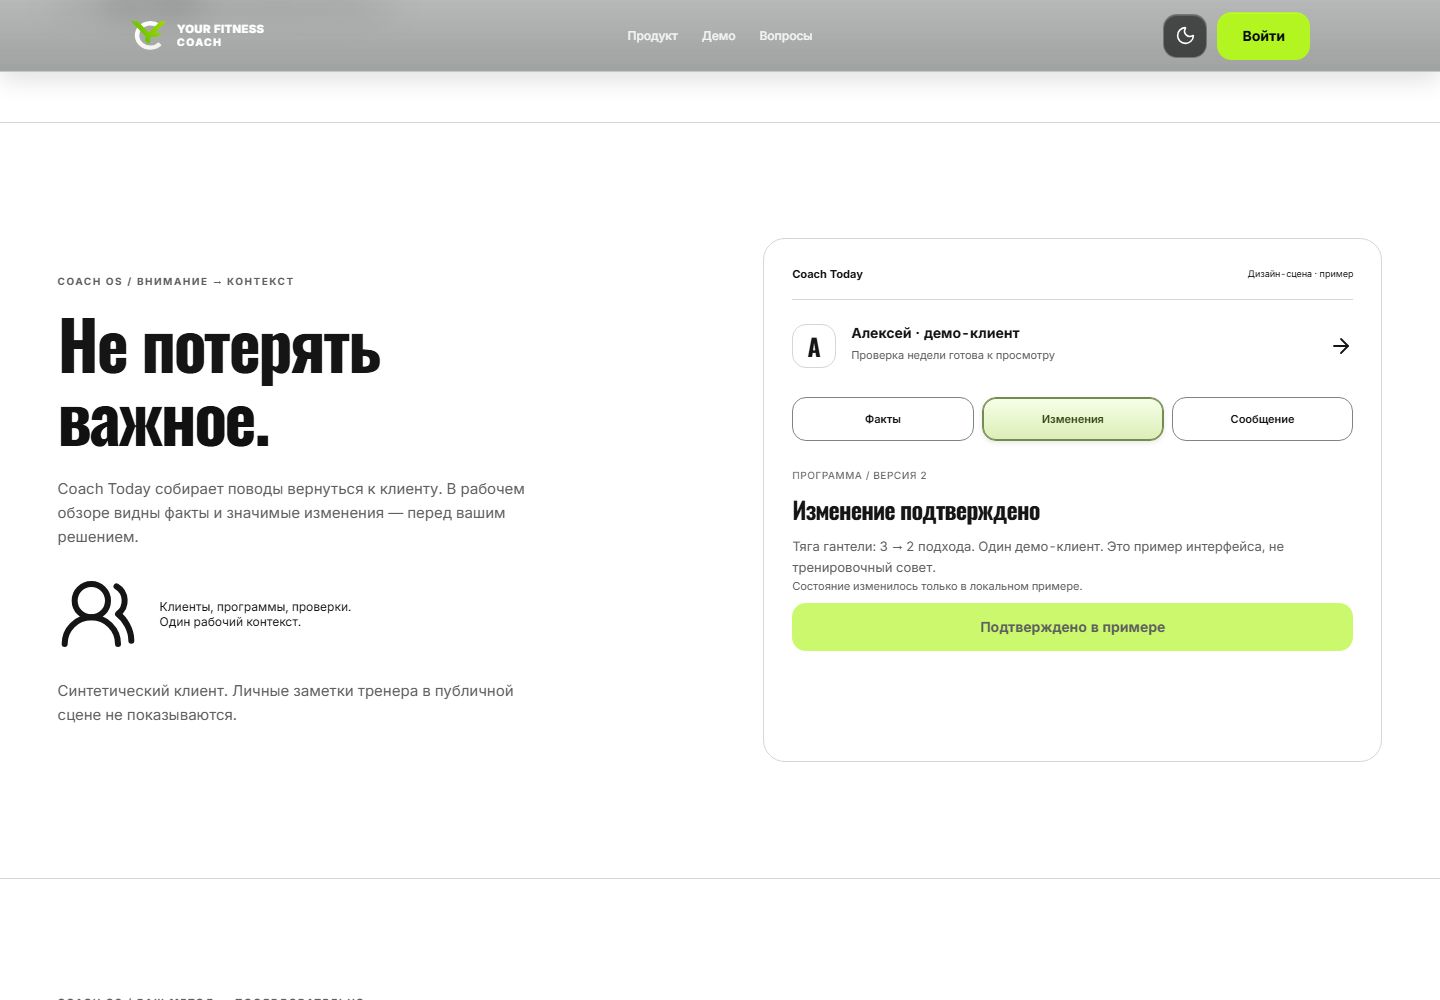 YOUR FITNESS
COACH
Продукт
Демо
Вопросы
Войти
COACH OS / ВНИМАНИЕ → КОНТЕКСТ
Не потерять
важное.
Coach Today собирает поводы вернуться к клиенту. В рабочем
обзоре видны факты и значимые изменения — перед вашим
решением.
Клиенты, программы, проверки.
Один рабочий контекст.
Синтетический клиент. Личные заметки тренера в публичной
сцене не показываются.
Coach Today
Дизайн-сцена · пример
А
Алексей · демо-клиент
Проверка недели готова к просмотру
Факты
Изменения
Сообщение
ПРОГРАММА / ВЕРСИЯ 2
Изменение подтверждено
Тяга гантели: 3 → 2 подхода. Один демо-клиент. Это пример интерфейса, не
тренировочный совет.
Состояние изменилось только в локальном примере.
Подтверждено в примере